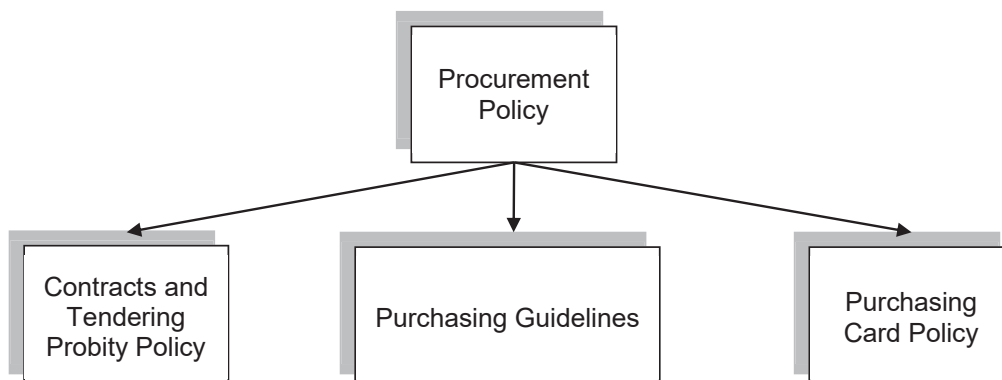 Procurement
Policy
Contracts and
Tendering
Probity Policy
Purchasing Guidelines
Purchasing
Card Policy